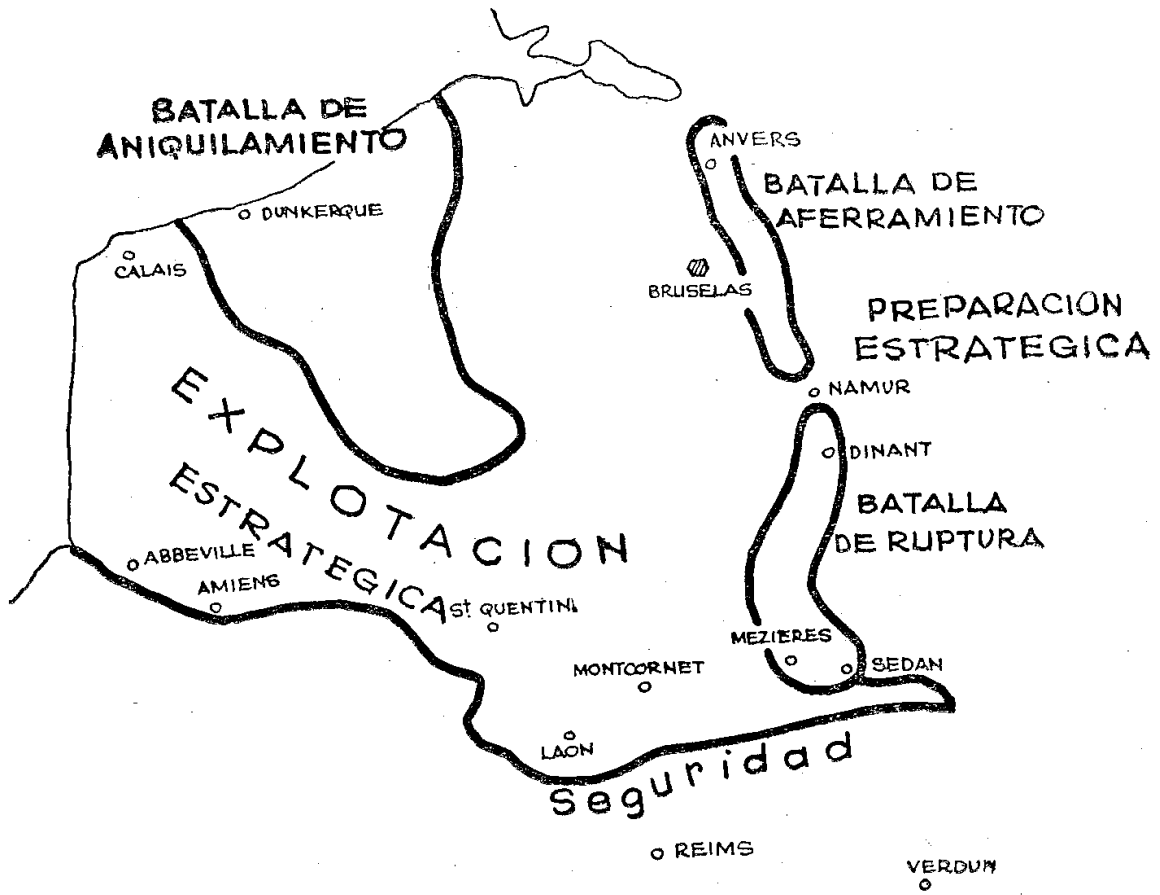 BATALLA DE
ANIQUILAMIENTO
ANVERS
BATALLA DE
AFERRAMIENTO
DUNKERQUE
CALAIS
BRUSELAS
PREPARACION
ESTRATEGICA
NAMUR
EXPLOTACION
ESTRATEGICA
DINANT
BATALLA
DE RUPTURA
ABBEVILLE
AMIENS
St QUENTIN
MEZIERES
SEDAN
MONTCORNET
LAON
Seguridad
REIMS
VERDUN